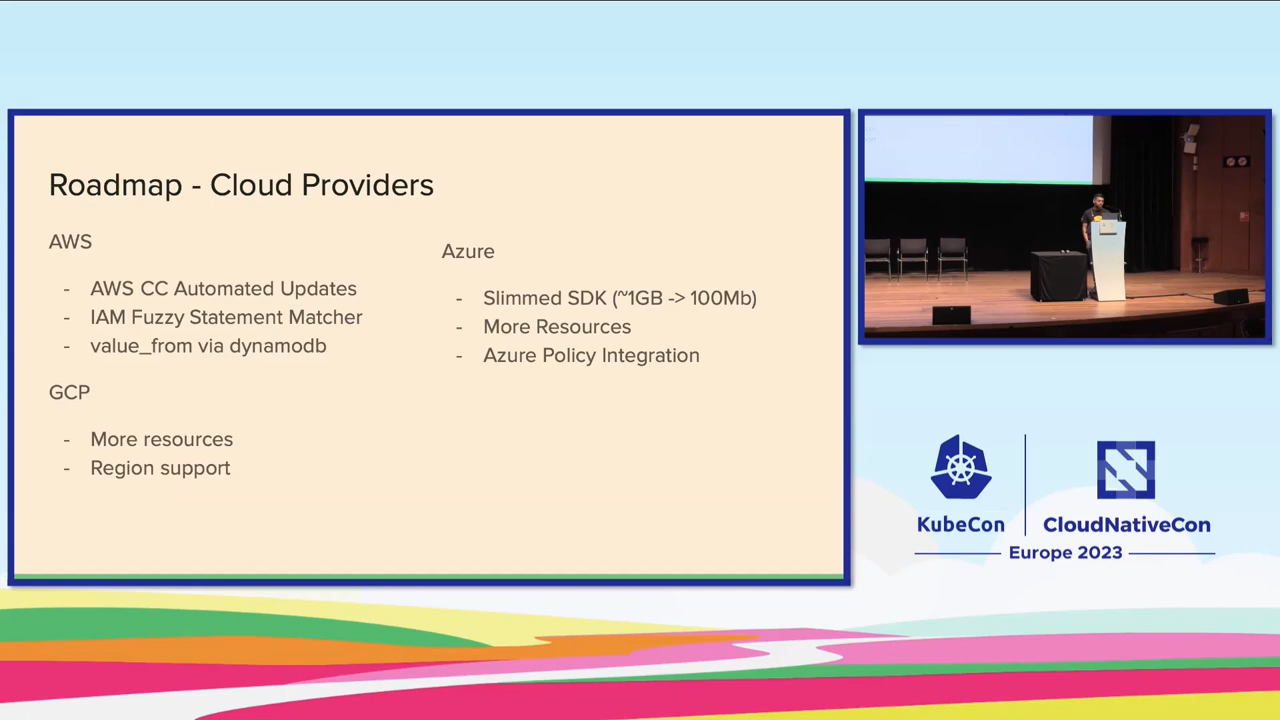 Roadmap - Cloud Providers
AWS
- AWS CC Automated Updates
- IAM Fuzzy Statement Matcher
- value_from via dynamodb
GCP
- More resources
- Region support
Azure
- Slimmed SDK (~1GB -> 100Mb)
- More Resources
- Azure Policy Integration
KubeCon
CloudNativeCon
Europe 2023